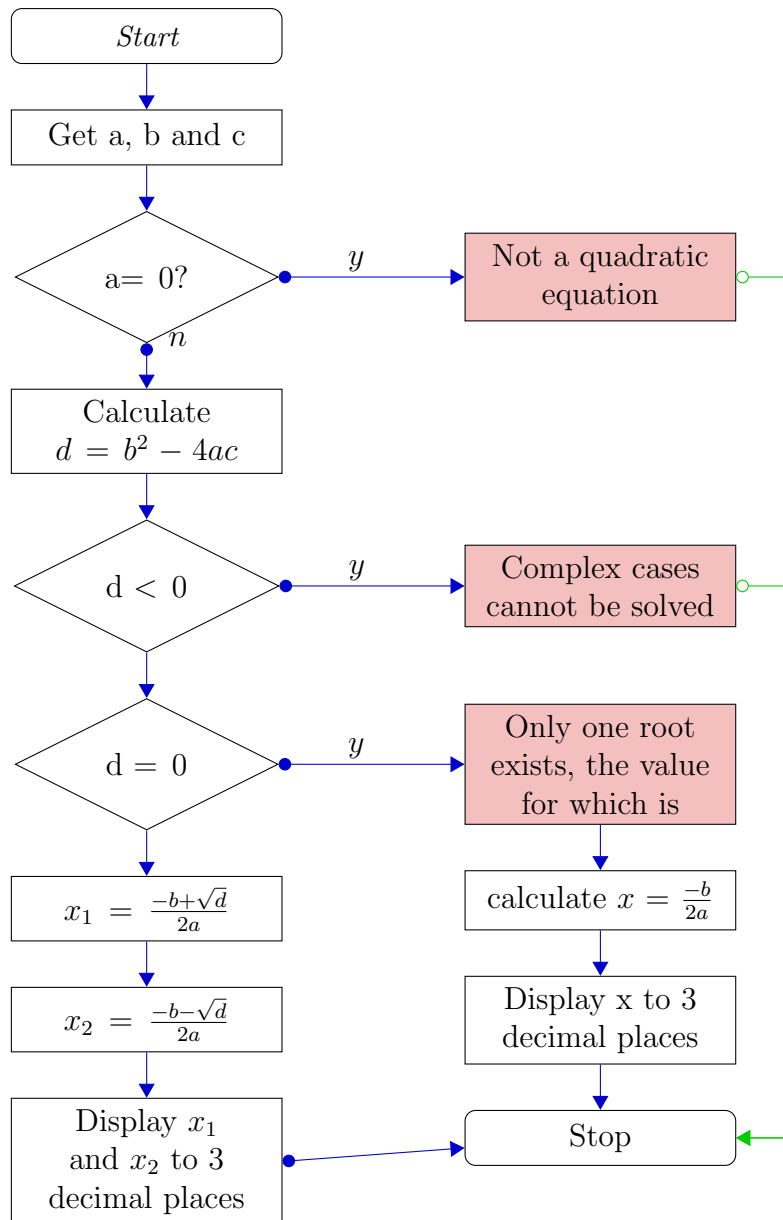 Start
Get a, b and c
a= 0?
y
Not a quadratic
equation
n
Calculate
d = b² − 4ac
d < 0
y
Complex cases
cannot be solved
d = 0
y
Only one root
exists, the value
for which is
x₁ = (-b+√d)/2a
calculate x = -b/2a
x₂ = (-b-√d)/2a
Display x to 3
decimal places
Display x₁
and x₂ to 3
decimal places
Stop